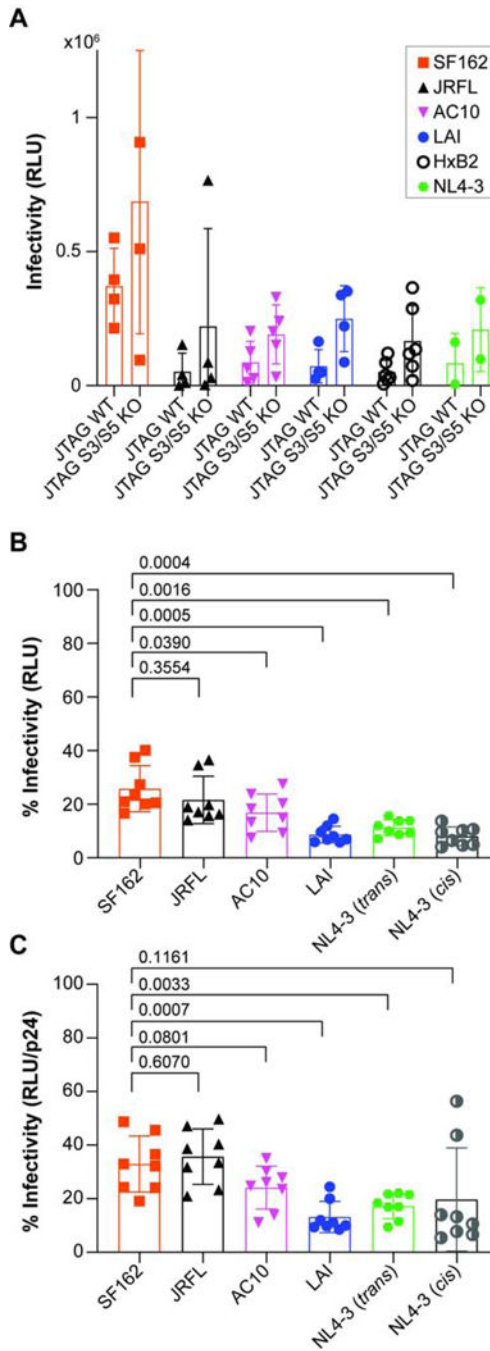 A
x10⁶
1
0.5
0
Infectivity (RLU)
SF162
JRFL
AC10
LAI
HxB2
NL4-3
JTAG WT
JTAG S3/S5 KO
JTAG WT
JTAG S3/S5 KO
JTAG WT
JTAG S3/S5 KO
JTAG WT
JTAG S3/S5 KO
JTAG WT
JTAG S3/S5 KO
JTAG WT
JTAG S3/S5 KO
B
0.0004
0.0016
0.0005
0.0390
0.3554
100
80
60
40
20
0
% Infectivity (RLU)
SF162
JRFL
AC10
LAI
NL4-3 (trans)
NL4-3 (cis)
C
0.1161
0.0033
0.0007
0.0801
0.6070
100
80
60
40
20
0
% Infectivity (RLU/p24)
SF162
JRFL
AC10
LAI
NL4-3 (trans)
NL4-3 (cis)